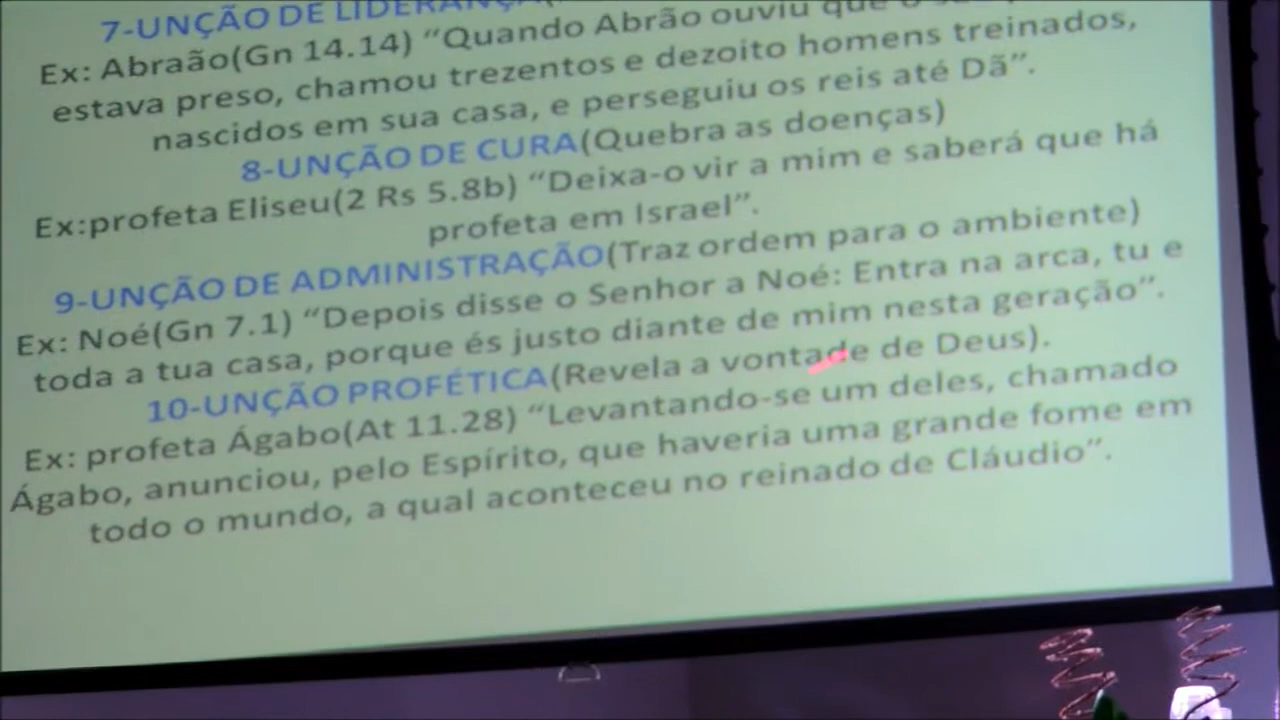 7-UNÇÃO DE LIDERANÇA(
Ex: Abraão(Gn 14.14) “Quando Abrão ouviu que o
estava preso, chamou trezentos e dezoito homens treinados,
nascidos em sua casa, e perseguiu os reis até Dã”.
8-UNÇÃO DE CURA(Quebra as doenças)
Ex:profeta Eliseu(2 Rs 5.8b) “Deixa-o vir a mim e saberá que há
profeta em Israel”.
9-UNÇÃO DE ADMINISTRAÇÃO(Traz ordem para o ambiente)
Ex: Noé(Gn 7.1) “Depois disse o Senhor a Noé: Entra na arca, tu e
toda a tua casa, porque és justo diante de mim nesta geração”.
10-UNÇÃO PROFÉTICA(Revela a vontade de Deus).
Ex: profeta Ágabo(At 11.28) “Levantando-se um deles, chamado
Ágabo, anunciou, pelo Espírito, que haveria uma grande fome em
todo o mundo, a qual aconteceu no reinado de Cláudio”.